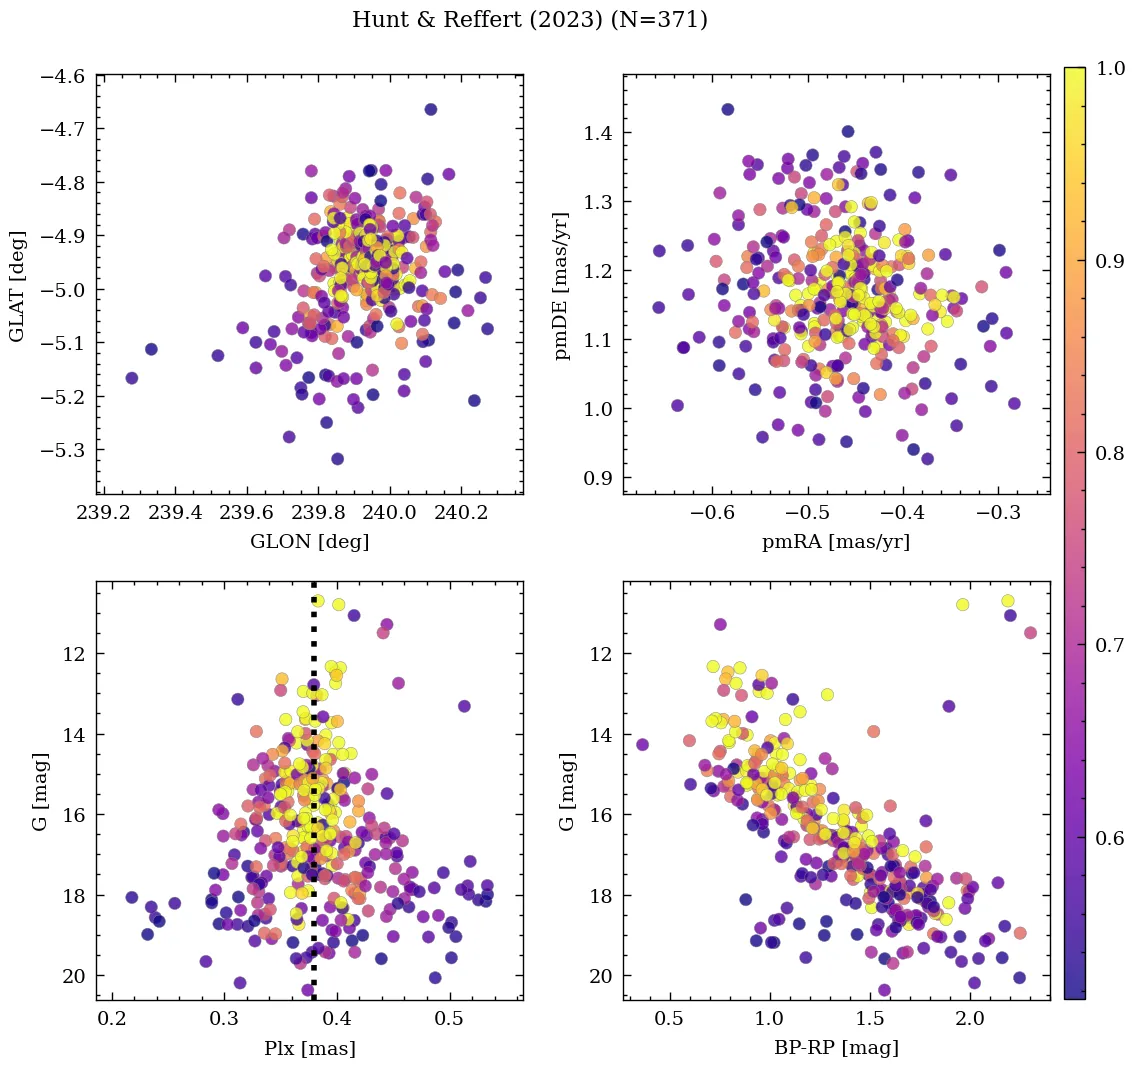 Hunt & Reffert (2023) (N=371)
−4.6
−4.7
−4.8
−4.9
−5.0
−5.1
−5.2
−5.3
GLAT [deg]
239.2 239.4 239.6 239.8 240.0 240.2
GLON [deg]
1.4
1.3
1.2
1.1
1.0
0.9
pmDE [mas/yr]
−0.6 −0.5 −0.4 −0.3
pmRA [mas/yr]
1.0
0.9
0.8
0.7
0.6
12
14
16
18
20
G [mag]
0.2 0.3 0.4 0.5
Plx [mas]
12
14
16
18
20
G [mag]
0.5 1.0 1.5 2.0
BP-RP [mag]